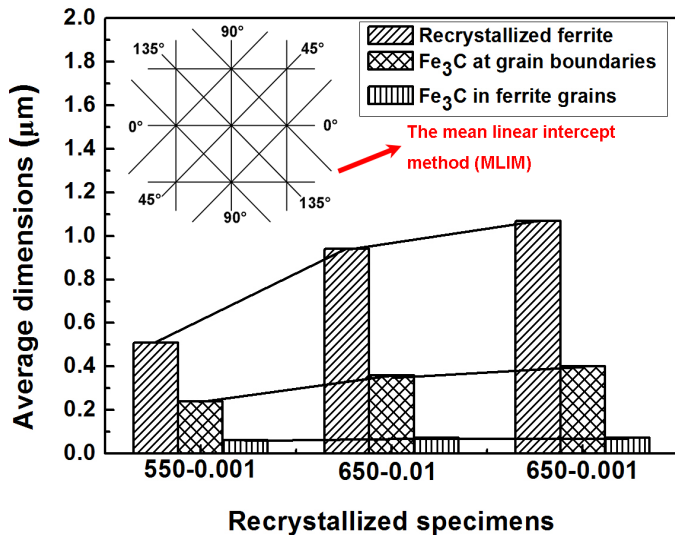 2.0
1.8
1.6
1.4
1.2
1.0
0.8
0.6
0.4
0.2
0.0
Average dimensions (μm)
90°
135° 45°
0° 0°
45° 135°
90°
Recrystallized ferrite
Fe₃C at grain boundaries
Fe₃C in ferrite grains
The mean linear intercept
method (MLIM)
550-0.001 650-0.01 650-0.001
Recrystallized specimens